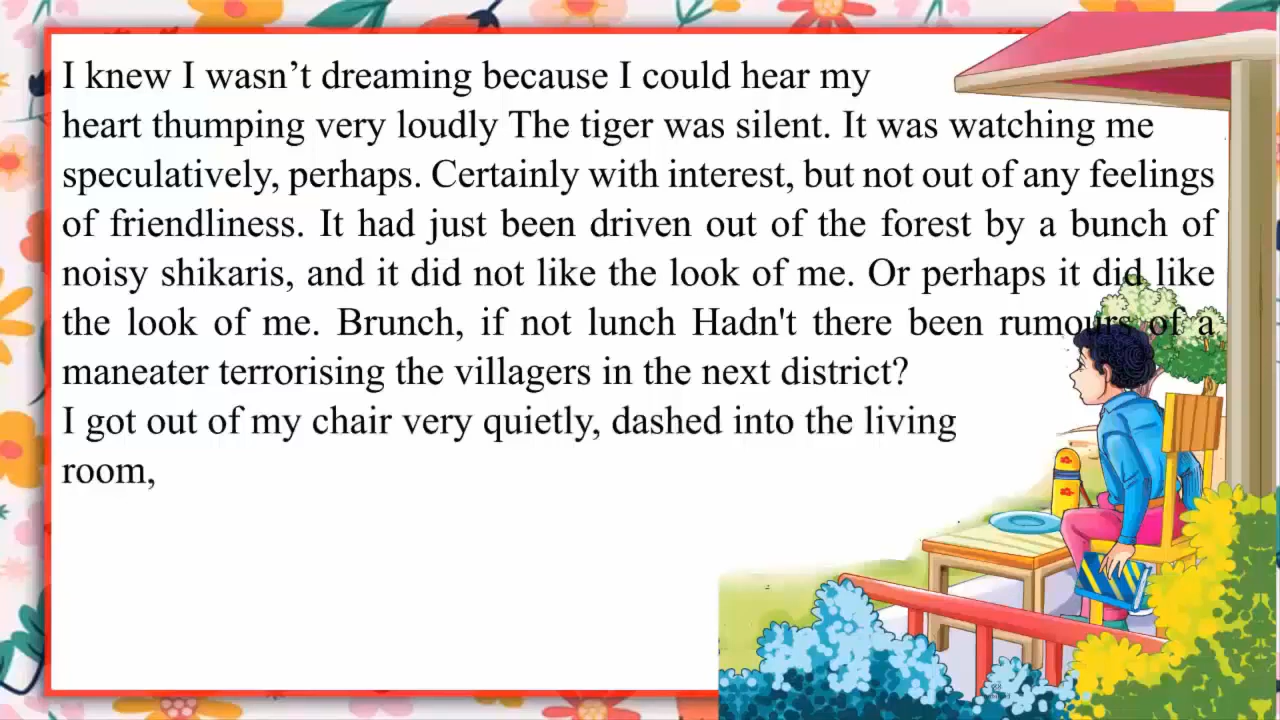 I knew I wasn’t dreaming because I could hear my
heart thumping very loudly The tiger was silent. It was watching me
speculatively, perhaps. Certainly with interest, but not out of any feelings
of friendliness. It had just been driven out of the forest by a bunch of
noisy shikaris, and it did not like the look of me. Or perhaps it did like
the look of me. Brunch, if not lunch Hadn't there been rumours of a
maneater terrorising the villagers in the next district?
I got out of my chair very quietly, dashed into the living
room,